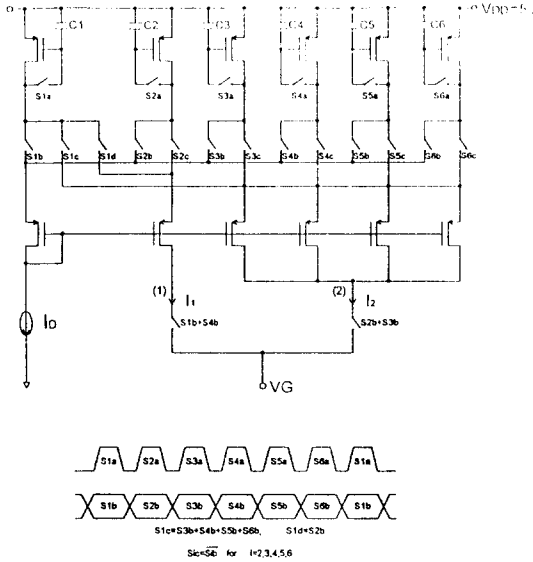 C1 C2 C3 C4 C5 C6 VDD=5
S1a S2a S3a S4a S5a S6a
S1b S1c S1d S2b S2c S3b S3c S4b S4c S5b S5c S6b S6c
(1) I1 (2) I2
I0 S1b+S4b S2b+S3b
VG
S1a S2a S3a S4a S5a S6a S1a
S1b S2b S3b S4b S5b S6b S1b
S1c=S3b+S4b+S5b+S6b, S1d=S2b
for i=2,3,4,5,6